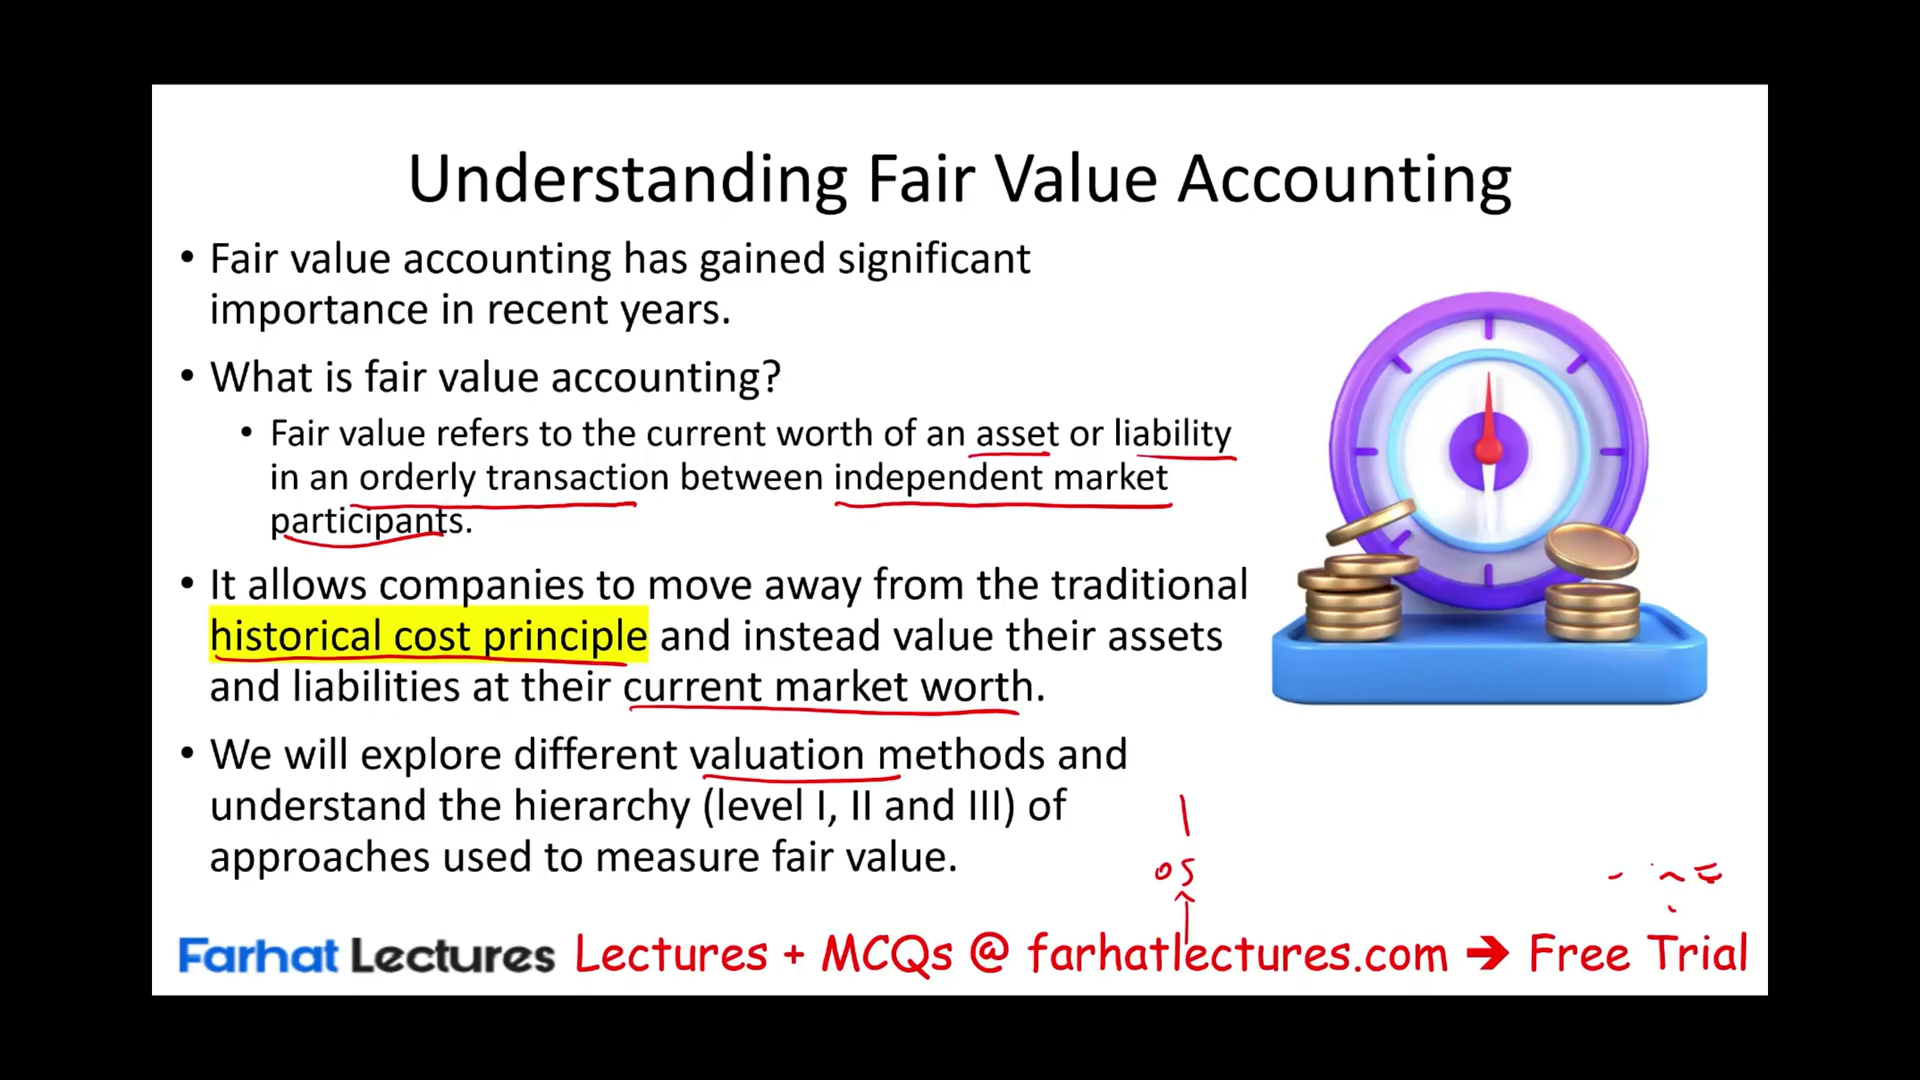 Understanding Fair Value Accounting
• Fair value accounting has gained significant
importance in recent years.
• What is fair value accounting?
• Fair value refers to the current worth of an asset or liability
in an orderly transaction between independent market
participants.
• It allows companies to move away from the traditional
historical cost principle and instead value their assets
and liabilities at their current market worth.
• We will explore different valuation methods and
understand the hierarchy (level I, II and III) of
approaches used to measure fair value.
Farhat Lectures Lectures + MCQs @ farhatlectures.com ➔ Free Trial